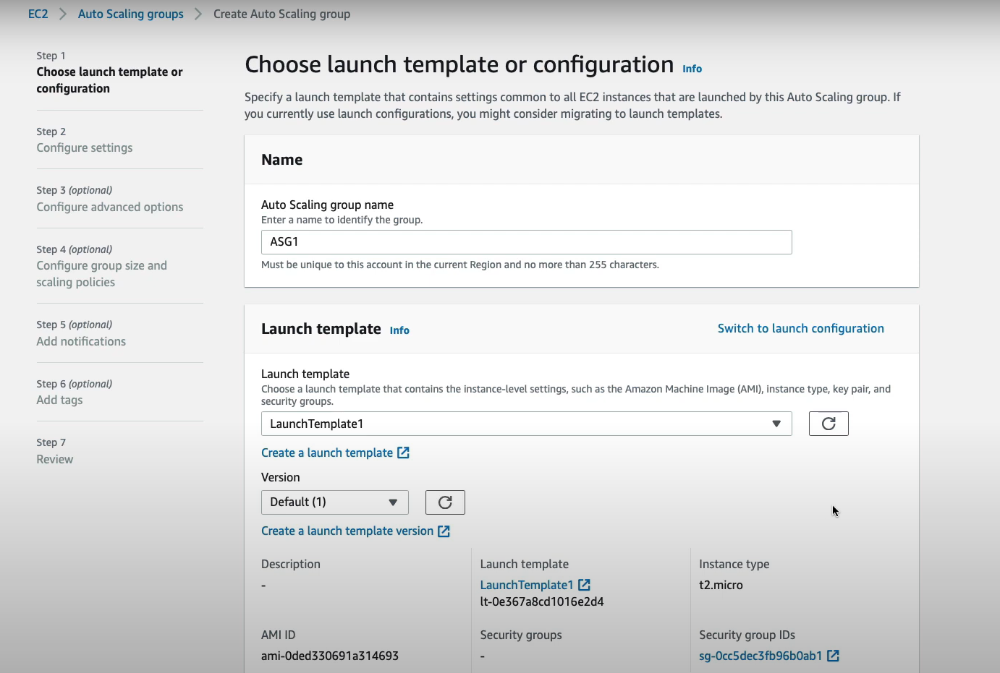 EC2 > Auto Scaling groups > Create Auto Scaling group
Step 1
Choose launch template or
configuration
Step 2
Configure settings
Step 3 (optional)
Configure advanced options
Step 4 (optional)
Configure group size and
scaling policies
Step 5 (optional)
Add notifications
Step 6 (optional)
Add tags
Step 7
Review
Choose launch template or configuration Info
Specify a launch template that contains settings common to all EC2 instances that are launched by this Auto Scaling group. If
you currently use launch configurations, you might consider migrating to launch templates.
Name
Auto Scaling group name
Enter a name to identify the group.
ASG1
Must be unique to this account in the current Region and no more than 255 characters.
Launch template Info
Switch to launch configuration
Launch template
Choose a launch template that contains the instance-level settings, such as the Amazon Machine Image (AMI), instance type, key pair, and
security groups.
LaunchTemplate1
Create a launch template
Version
Default (1)
Create a launch template version
Description
-
Launch template
LaunchTemplate1
lt-0e367a8cd1016e2d4
Instance type
t2.micro
AMI ID
ami-0ded330691a314693
Security groups
-
Security group IDs
sg-0cc5dec3fb96b0ab1